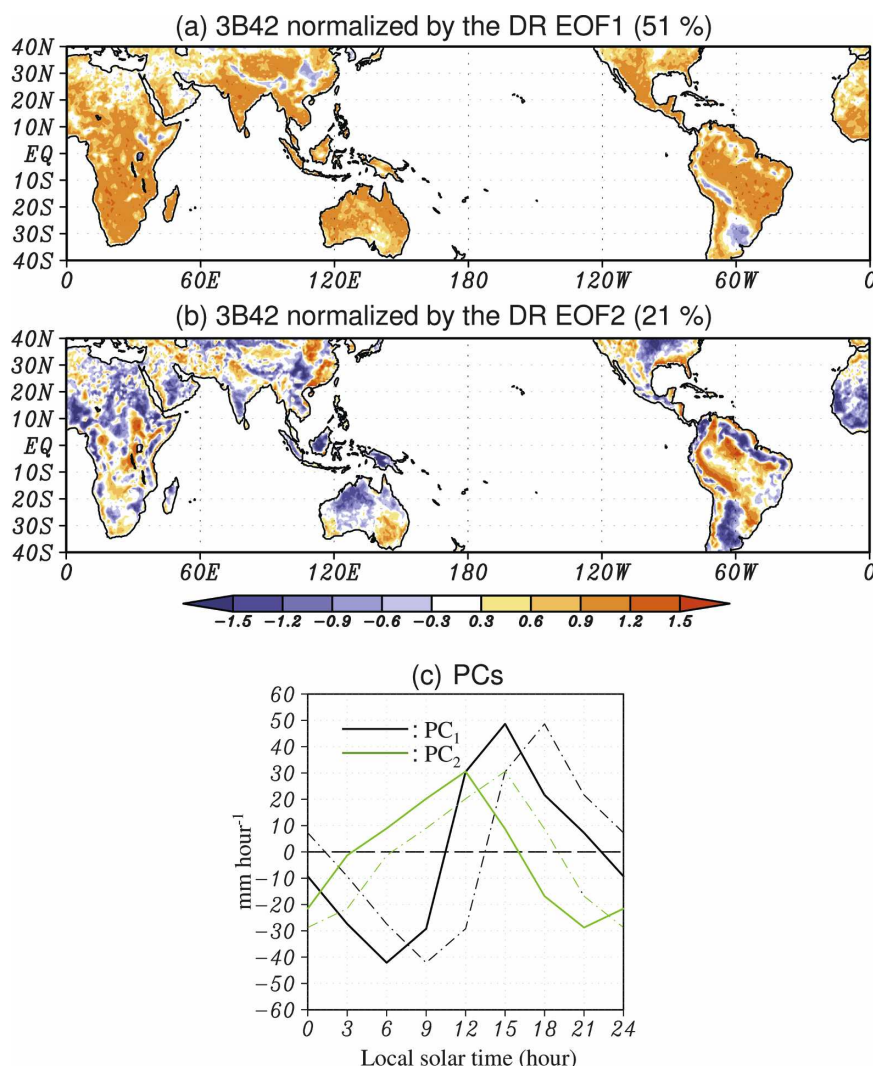 (a) 3B42 normalized by the DR EOF1 (51 %)
40N
30N
20N
10N
EQ
10S
20S
30S
40S
0 60E 120E 180 120W 60W 0
(b) 3B42 normalized by the DR EOF2 (21 %)
40N
30N
20N
10N
EQ
10S
20S
30S
40S
0 60E 120E 180 120W 60W 0
-1.5 -1.2 -0.9 -0.6 -0.3 0.3 0.6 0.9 1.2 1.5
(c) PCs
60
50
40
30
20
10
0
-10
-20
-30
-40
-50
-60
mm hour⁻¹
: PC₁
: PC₂
0 3 6 9 12 15 18 21 24
Local solar time (hour)